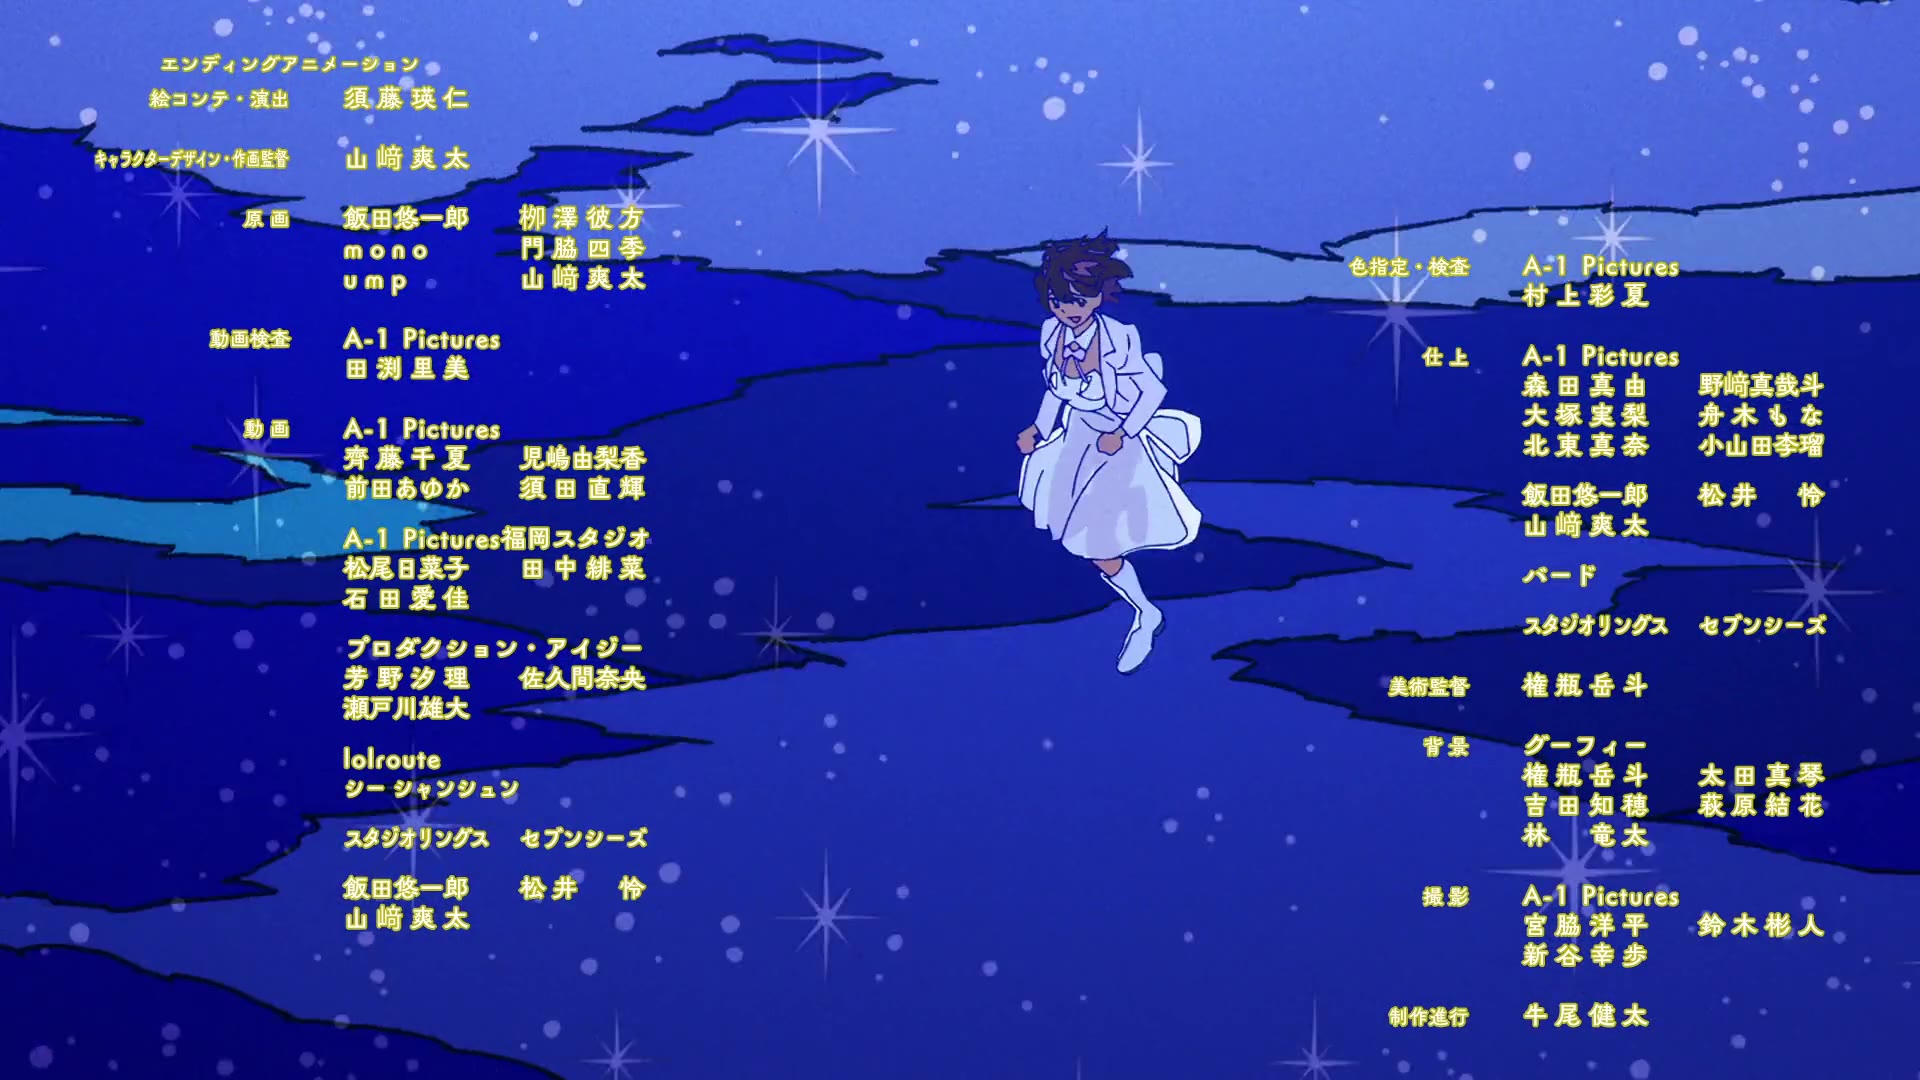 エンディングアニメーション
絵コンテ・演出 須藤瑛仁
キャラクターデザイン・作画監督 山﨑爽太
原画 飯田悠一郎 栁澤彼方
mono 門脇四季
ump 山﨑爽太
動画検査 A-1 Pictures
田渕里美
動画 A-1 Pictures
齊藤千夏 児嶋由梨香
前田あゆか 須田直輝
A-1 Pictures福岡スタジオ
松尾日菜子 田中緋菜
石田愛佳
プロダクション・アイジー
芳野汐理 佐久間奈央
瀬戸川雄大
lolroute
シーシャンシュン
スタジオリングス セブンシーズ
飯田悠一郎 松井 怜
山﨑爽太
色指定・検査 A-1 Pictures
村上彩夏
仕上 A-1 Pictures
森田真由 野﨑真哉斗
大塚実梨 舟木もな
北東真奈 小山田李瑠
飯田悠一郎 松井 怜
山﨑爽太
バード
スタジオリングス セブンシーズ
美術監督 権瓶岳斗
背景 グーフィー
権瓶岳斗 太田真琴
吉田知穂 萩原結花
林 竜太
撮影 A-1 Pictures
宮脇洋平 鈴木彬人
新谷幸歩
制作進行 牛尾健太